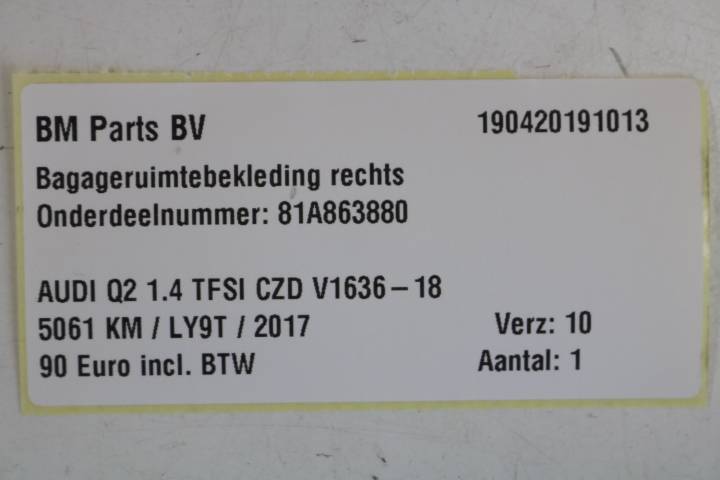 BM Parts BV 190420191013
Bagageruimtebekleding rechts
Onderdeelnummer: 81A863880
AUDI Q2 1.4 TFSI CZD V1636-18
5061 KM / LY9T / 2017 Verz: 10
90 Euro incl. BTW Aantal: 1